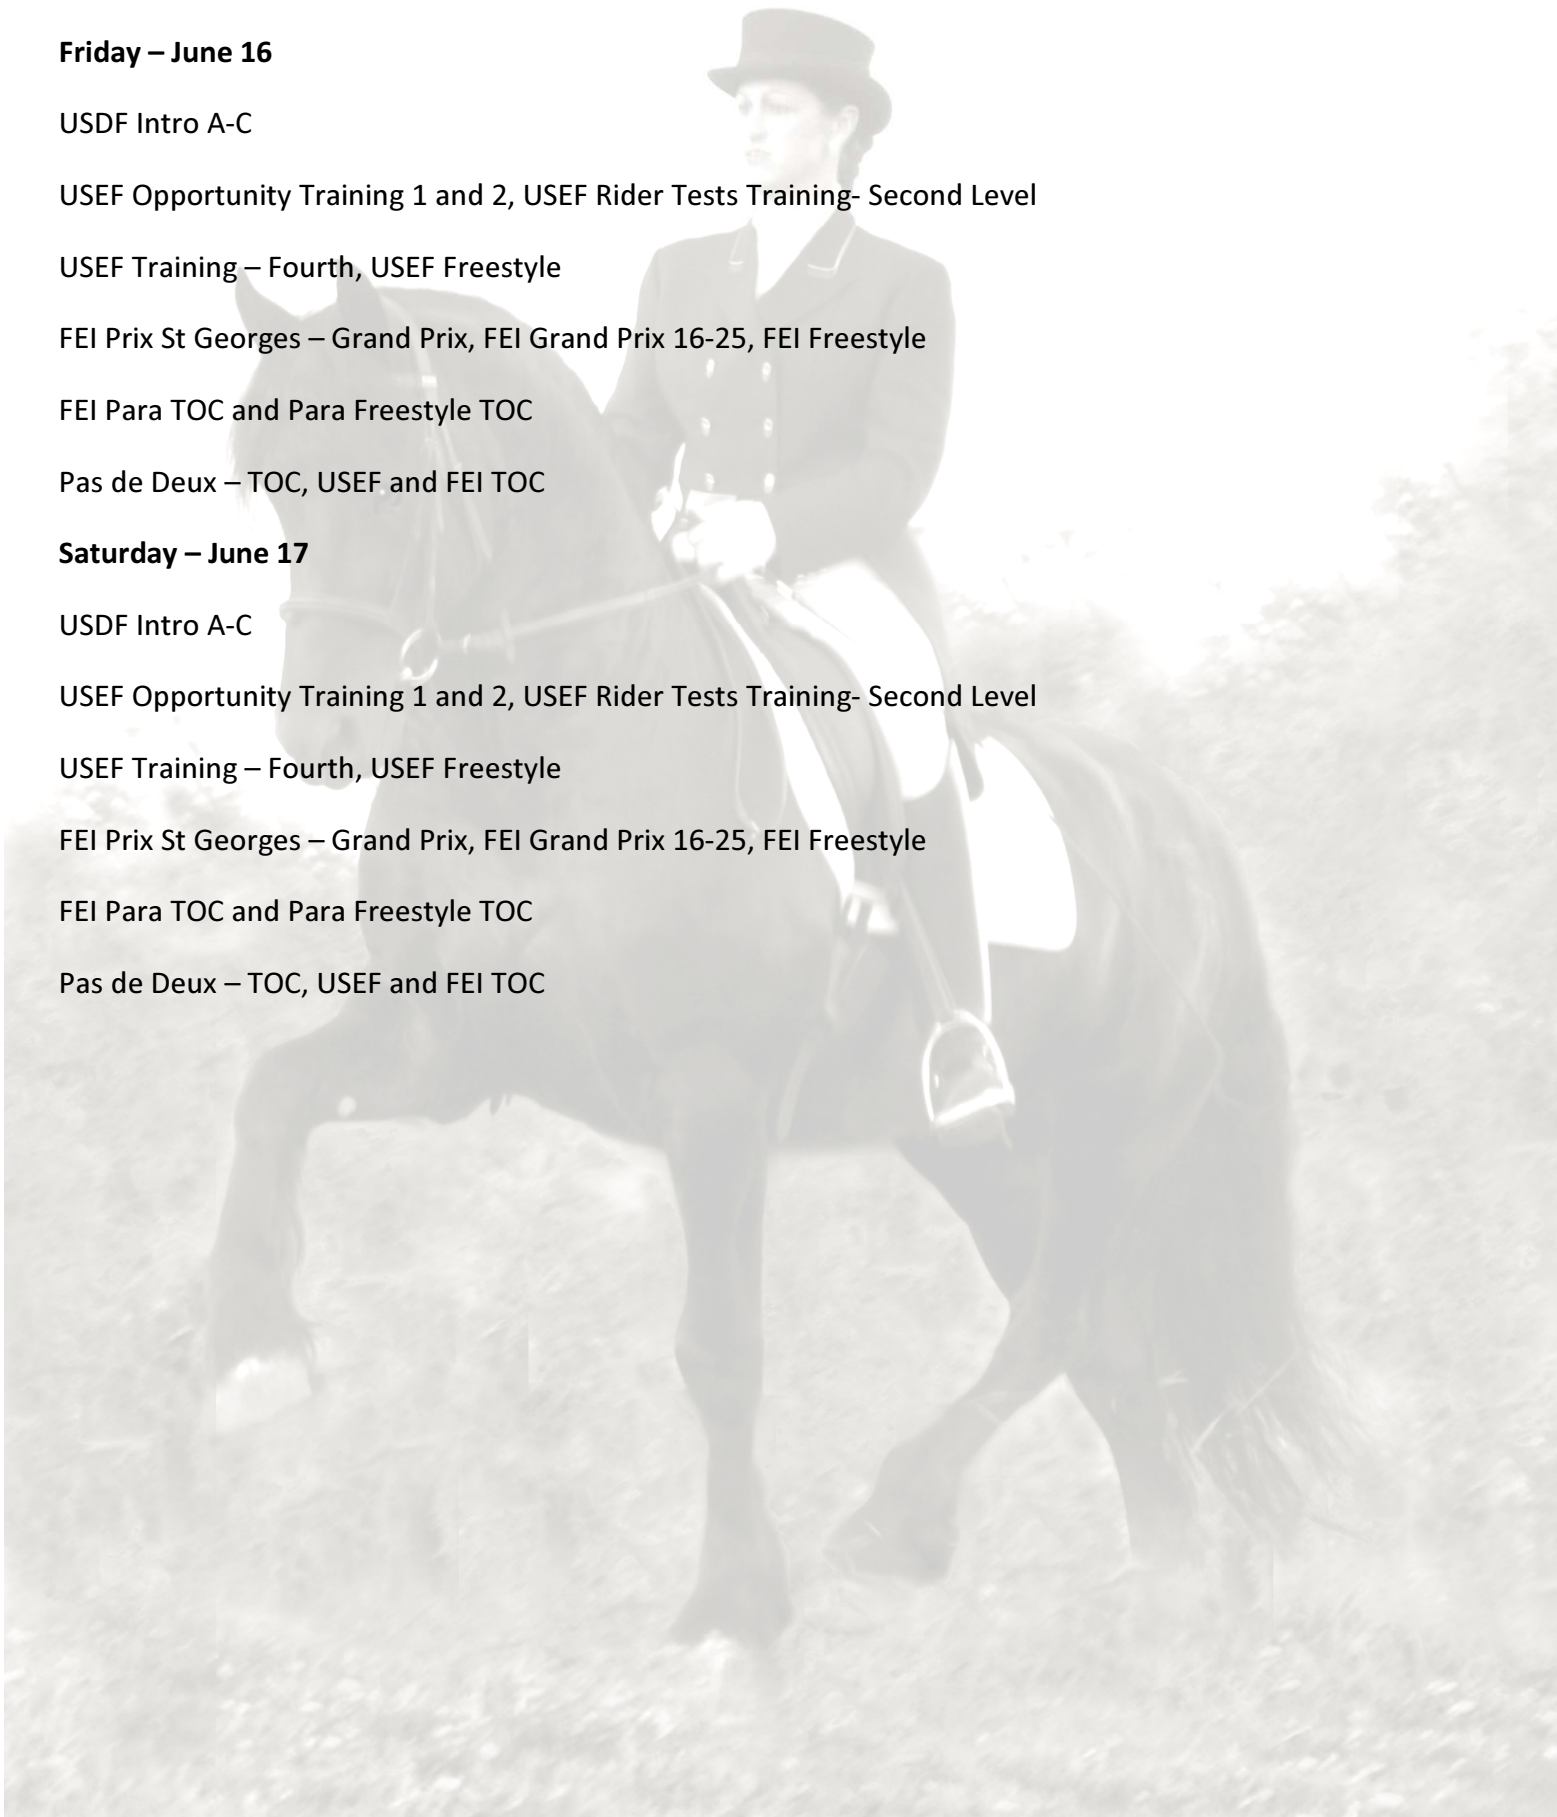 Friday – June 16
USDF Intro A-C
USEF Opportunity Training 1 and 2, USEF Rider Tests Training- Second Level
USEF Training – Fourth, USEF Freestyle
FEI Prix St Georges – Grand Prix, FEI Grand Prix 16-25, FEI Freestyle
FEI Para TOC and Para Freestyle TOC
Pas de Deux – TOC, USEF and FEI TOC
Saturday – June 17
USDF Intro A-C
USEF Opportunity Training 1 and 2, USEF Rider Tests Training- Second Level
USEF Training – Fourth, USEF Freestyle
FEI Prix St Georges – Grand Prix, FEI Grand Prix 16-25, FEI Freestyle
FEI Para TOC and Para Freestyle TOC
Pas de Deux – TOC, USEF and FEI TOC